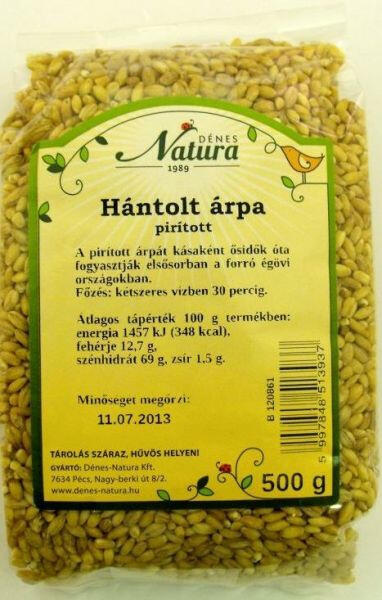 DÉNES
Natura
1989
Hántolt árpa
pirított
A pirított árpát kásaként ősidők óta
fogyasztják elsősorban a forró égövi
országokban.
Főzés: kétszeres vízben 30 percig.
Átlagos tápérték 100 g termékben:
energia 1457 kJ (348 kcal),
fehérje 12,7 g,
szénhidrát 69 g, zsír 1,5 g.
Minőségét megőrzi:
11.07.2013
B 120861
5 997848 513937
TÁROLÁS SZÁRAZ, HŰVÖS HELYEN!
GYÁRTÓ: Dénes-Natura Kft.
7634 Pécs, Nagy-berki út 8/2.
www.denes-natura.hu
500 g